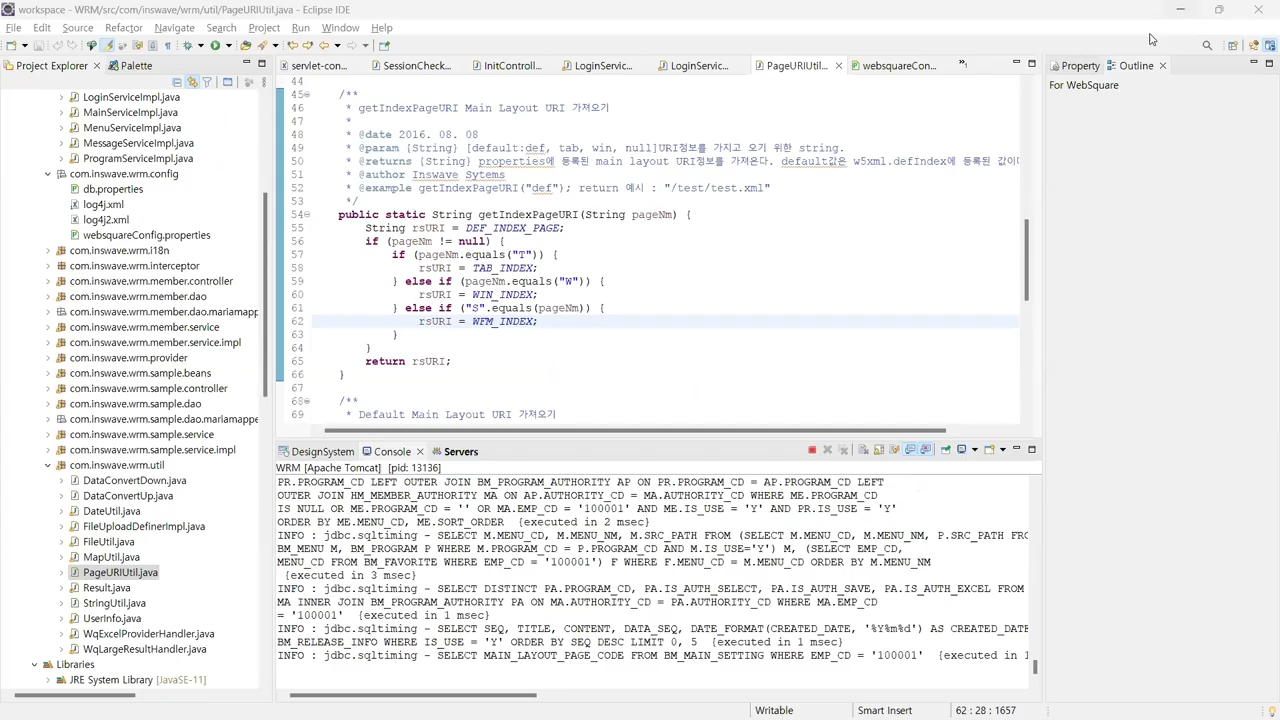 workspace - WRM/src/com/inswave/wrm/util/PageURIUtil.java - Eclipse IDE
File Edit Source Refactor Navigate Search Project Run Window Help
Project Explorer Palette
LoginServiceImpl.java
MainServiceImpl.java
MenuServiceImpl.java
MessageServiceImpl.java
ProgramServiceImpl.java
com.inswave.wrm.config
db.properties
log4j.xml
log4j2.xml
websquareConfig.properties
com.inswave.wrm.i18n
com.inswave.wrm.interceptor
com.inswave.wrm.member.controller
com.inswave.wrm.member.dao
com.inswave.wrm.member.dao.mariamapp
com.inswave.wrm.member.service
com.inswave.wrm.member.service.impl
com.inswave.wrm.provider
com.inswave.wrm.sample.beans
com.inswave.wrm.sample.controller
com.inswave.wrm.sample.dao
com.inswave.wrm.sample.dao.mariamappe
com.inswave.wrm.sample.service
com.inswave.wrm.sample.service.impl
com.inswave.wrm.util
DataConvertDown.java
DataConvertUp.java
DateUtil.java
FileUploadDefinerImpl.java
FileUtil.java
MapUtil.java
PageURIUtil.java
Result.java
StringUtil.java
UserInfo.java
WqExcelProviderHandler.java
WqLargeResultHandler.java
Libraries
JRE System Library [JavaSE-11]
servlet-con... SessionCheck... InitControll... LoginServic... LoginServic... PageURIUtil... websquareCon...
44
45 /**
46 * getIndexPageURI Main Layout URI 가져오기
47 *
48 * @date 2016. 08. 08
49 * @param {String} [default:def, tab, win, null]URI정보를 가지고 오기 위한 string.
50 * @returns {String} properties에 등록된 main layout URI정보를 가져온다. default값은 w5xml.defIndex에 등록된 값이다
51 * @author Inswave Sytems
52 * @example getIndexPageURI("def"); return 예시 : "/test/test.xml"
53 */
54 public static String getIndexPageURI(String pageNm) {
55 String rsURI = DEF_INDEX_PAGE;
56 if (pageNm != null) {
57 if (pageNm.equals("T")) {
58 rsURI = TAB_INDEX;
59 } else if (pageNm.equals("W")) {
60 rsURI = WIN_INDEX;
61 } else if ("S".equals(pageNm)) {
62 rsURI = WFM_INDEX;
63 }
64 }
65 return rsURI;
66 }
67
68 /**
69 * Default Main Layout URI 가져오기
DesignSystem Console Servers
WRM [Apache Tomcat] [pid: 13136]
PR.PROGRAM_CD LEFT OUTER JOIN BM_PROGRAM_AUTHORITY AP ON PR.PROGRAM_CD = AP.PROGRAM_CD LEFT
OUTER JOIN HM_MEMBER_AUTHORITY MA ON AP.AUTHORITY_CD = MA.AUTHORITY_CD WHERE ME.PROGRAM_CD
IS NULL OR ME.PROGRAM_CD = '' OR MA.EMP_CD = '100001' AND ME.IS_USE = 'Y' AND PR.IS_USE = 'Y'
ORDER BY ME.MENU_CD, ME.SORT_ORDER {executed in 2 msec}
INFO : jdbc.sqltiming - SELECT M.MENU_CD, M.MENU_NM, M.SRC_PATH FROM (SELECT M.MENU_CD, M.MENU_NM, P.SRC_PATH FRO
BM_MENU M, BM_PROGRAM P WHERE M.PROGRAM_CD = P.PROGRAM_CD AND M.IS_USE='Y') M, (SELECT EMP_CD,
MENU_CD FROM BM_FAVORITE WHERE EMP_CD = '100001') F WHERE F.MENU_CD = M.MENU_CD ORDER BY M.MENU_NM
{executed in 3 msec}
INFO : jdbc.sqltiming - SELECT DISTINCT PA.PROGRAM_CD, PA.IS_AUTH_SELECT, PA.IS_AUTH_SAVE, PA.IS_AUTH_EXCEL FROM
MA INNER JOIN BM_PROGRAM_AUTHORITY PA ON MA.AUTHORITY_CD = PA.AUTHORITY_CD WHERE MA.EMP_CD
= '100001' {executed in 1 msec}
INFO : jdbc.sqltiming - SELECT SEQ, TITLE, CONTENT, DATA_SEQ, DATE_FORMAT(CREATED_DATE, '%Y%m%d') AS CREATED_DATE
BM_RELEASE_INFO WHERE IS_USE = 'Y' ORDER BY SEQ DESC LIMIT 0, 5 {executed in 1 msec}
INFO : jdbc.sqltiming - SELECT MAIN_LAYOUT_PAGE_CODE FROM BM_MAIN_SETTING WHERE EMP_CD = '100001' {executed in 1
Property Outline
For WebSquare
Writable Smart Insert 62 : 28 : 1657